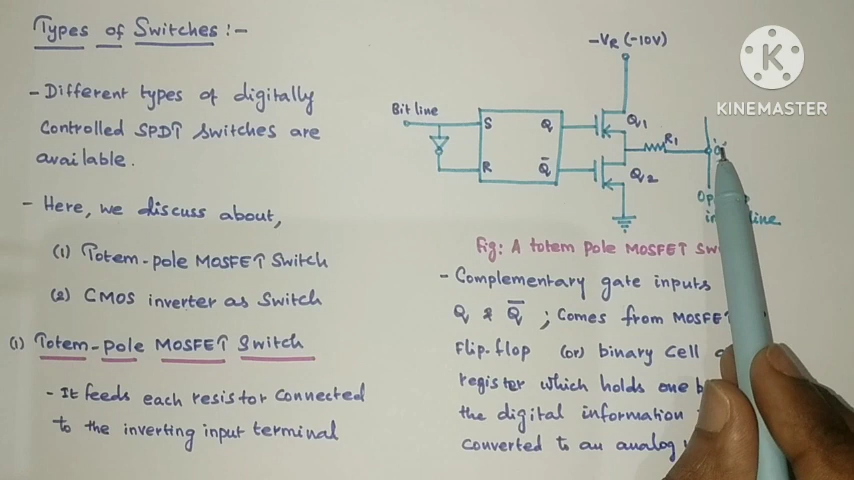 Types of Switches :-
- Different types of digitally
Controlled SPDT switches are
available.
- Here, we discuss about,
(1) Totem-pole MOSFET Switch
(2) CMOS inverter as Switch
(1) Totem-pole MOSFET Switch
- It feeds each resistor connected
to the inverting input terminal
-VR (-10V)
Bit line
S
Q
R
Q̄
Q1
R1
Q2
Fig: A totem pole MOSFET
- Complementary gate inputs
Q & Q̄ ; Comes from MOSFET
Flip-flop (or) binary cell
register which holds one
the digital information
converted to an analog
KINEMASTER